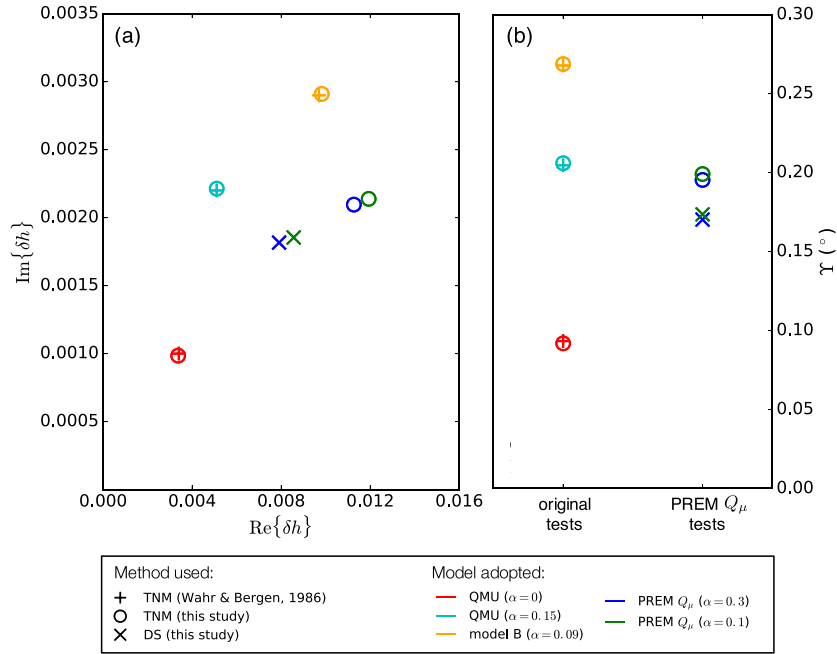 (a)
0.0035
0.0030
0.0025
0.0020
0.0015
0.0010
0.0005
Im{δh}
0.000
0.004
0.008
0.012
0.016
Re{δh}
(b)
0.30
0.25
0.20
0.15
0.10
0.05
0.00
ϒ (°)
original
tests
PREM Qμ
tests
Method used:
TNM (Wahr & Bergen, 1986)
TNM (this study)
DS (this study)
Model adopted:
QMU (α=0)
QMU (α=0.15)
model B (α=0.09)
PREM Qμ (α=0.3)
PREM Qμ (α=0.1)